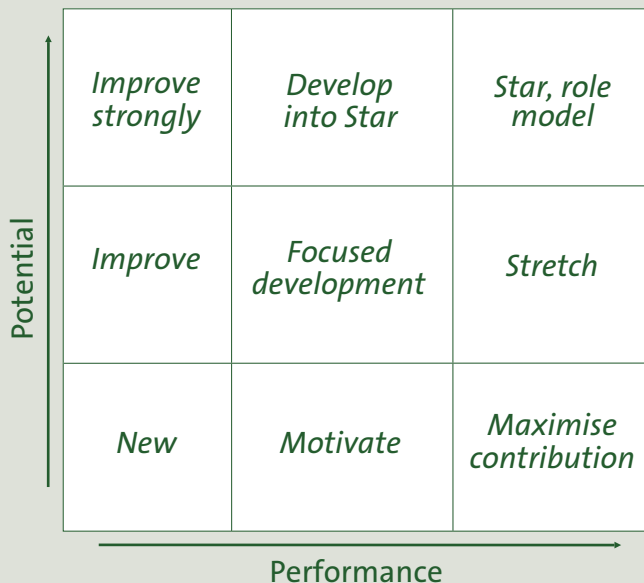 Improve
strongly
Develop
into Star
Star, role
model
Improve
Focused
development
Stretch
New
Motivate
Maximise
contribution
Potential
Performance